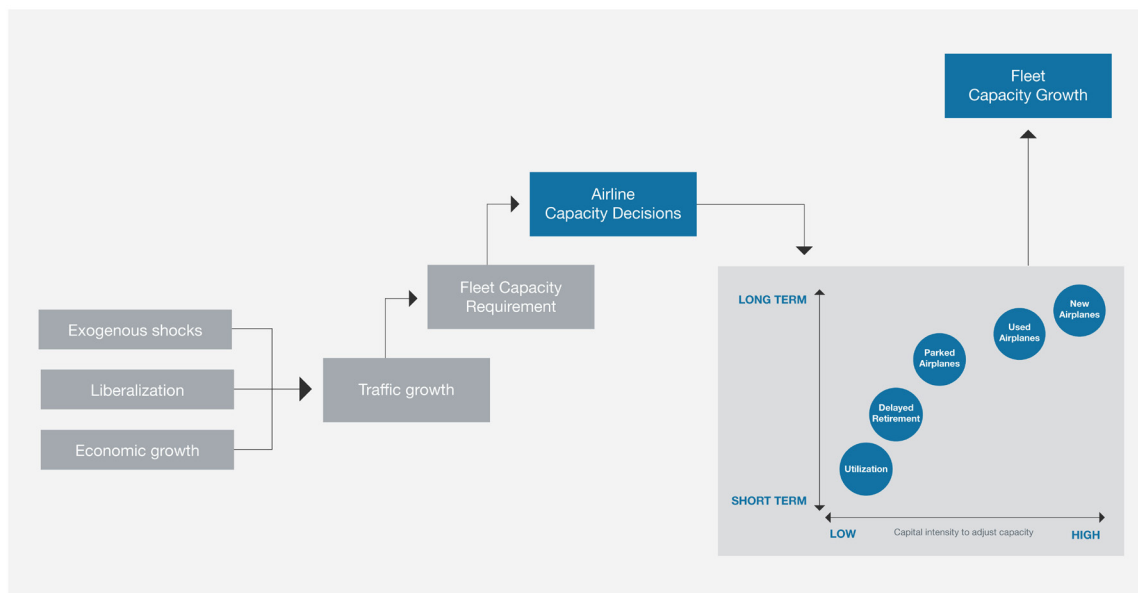 Fleet
Capacity Growth
Airline
Capacity Decisions
Fleet Capacity
Requirement
Exogenous shocks
Liberalization
Economic growth
Traffic growth
LONG TERM
New
Airplanes
Used
Airplanes
Parked
Airplanes
Delayed
Retirement
Utilization
SHORT TERM
LOW
Capital intensity to adjust capacity
HIGH